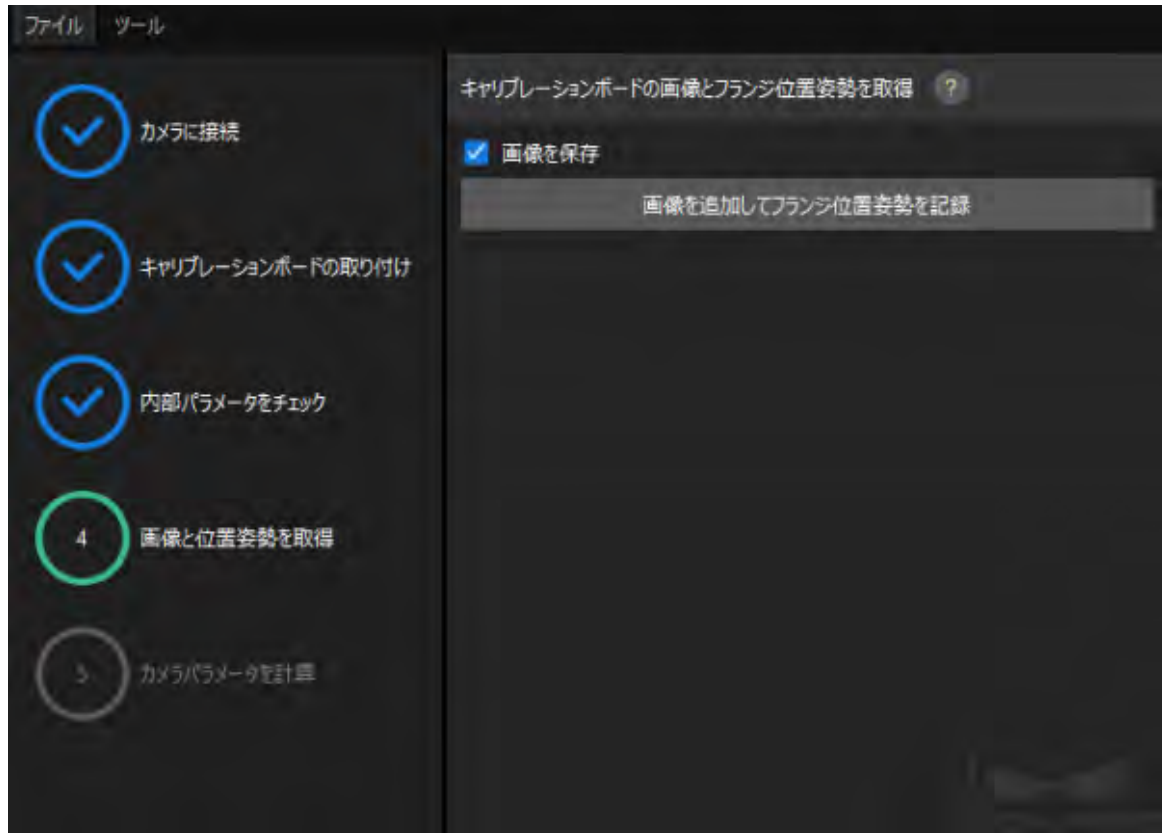 ファイル ツール
カメラに接続
キャリブレーションボードの取り付け
内部パラメータをチェック
4 画像と位置姿勢を取得
5 カメラパラメータを計算
キャリブレーションボードの画像とフランジ位置姿勢を取得 ?
画像を保存
画像を追加してフランジ位置姿勢を記録